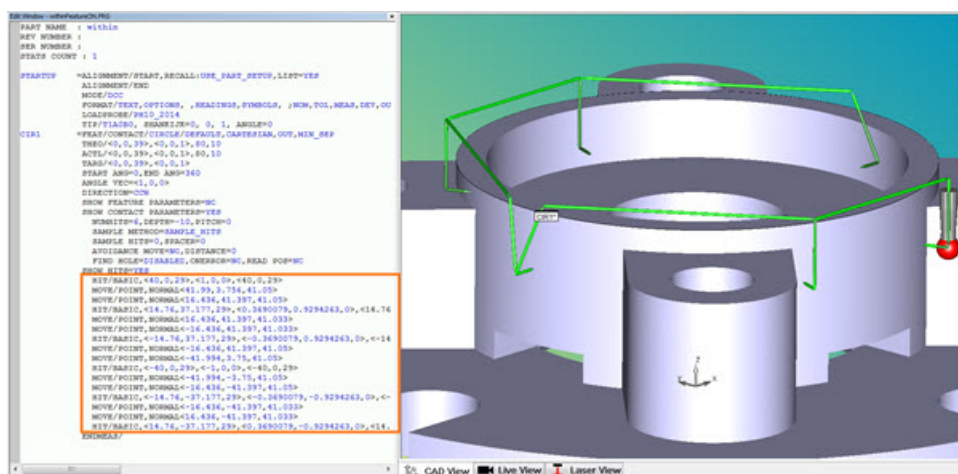 Edit Window - withinFeatureON.PRG
PART NAME : within
REV NUMBER :
SER NUMBER :
STATS COUNT : 1
STARTUP =ALIGNMENT/START,RECALL:USE_PART_SETUP,LIST=YES
ALIGNMENT/END
MODE/DCC
FORMAT/TEXT,OPTIONS, ,HEADINGS,SYMBOLS, ;NOM,TOL,MEAS,DEV,OU
LOADPROBE/PH10_2014
TIP/T1A0B0, SHANKIJK=0, 0, 1, ANGLE=0
CIR1 =FEAT/CONTACT/CIRCLE/DEFAULT,CARTESIAN,OUT,MIN_SEP
THEO/<0,0,39>,<0,0,1>,80,10
ACTL/<0,0,39>,<0,0,1>,80,10
TARG/<0,0,39>,<0,0,1>
START ANG=0,END ANG=360
ANGLE VEC=<1,0,0>
DIRECTION=CCW
SHOW FEATURE PARAMETERS=NO
SHOW CONTACT PARAMETERS=YES
NUMHITS=6,DEPTH=-10,PITCH=0
SAMPLE METHOD=SAMPLE_HITS
SAMPLE HITS=0,SPACER=0
AVOIDANCE MOVE=NO,DISTANCE=0
FIND HOLE=DISABLED,ONERROR=NO,READ POS=NO
SHOW HITS=YES
HIT/BASIC,<40,0,29>,<1,0,0>,<40,0,29>
MOVE/POINT,NORMAL<41.99,3.756,41.05>
MOVE/POINT,NORMAL<16.436,41.397,41.05>
HIT/BASIC,<14.76,37.177,29>,<0.3690079,0.9294263,0>,<14.76
MOVE/POINT,NORMAL<16.436,41.397,41.033>
MOVE/POINT,NORMAL<-16.436,41.397,41.033>
HIT/BASIC,<-14.76,37.177,29>,<-0.3690079,0.9294263,0>,<-14
MOVE/POINT,NORMAL<-16.436,41.397,41.05>
MOVE/POINT,NORMAL<-41.994,3.75,41.05>
HIT/BASIC,<-40,0,29>,<-1,0,0>,<-40,0,29>
MOVE/POINT,NORMAL<-41.994,-3.75,41.05>
MOVE/POINT,NORMAL<-16.436,-41.397,41.05>
HIT/BASIC,<-14.76,-37.177,29>,<-0.3690079,-0.9294263,0>,<-
MOVE/POINT,NORMAL<-16.436,-41.397,41.033>
MOVE/POINT,NORMAL<16.436,-41.397,41.033>
HIT/BASIC,<14.76,-37.177,29>,<0.3690079,-0.9294263,0>,<14.
ENDMEAS/
CIR1
Z
X
CAD View
Live View
Laser View